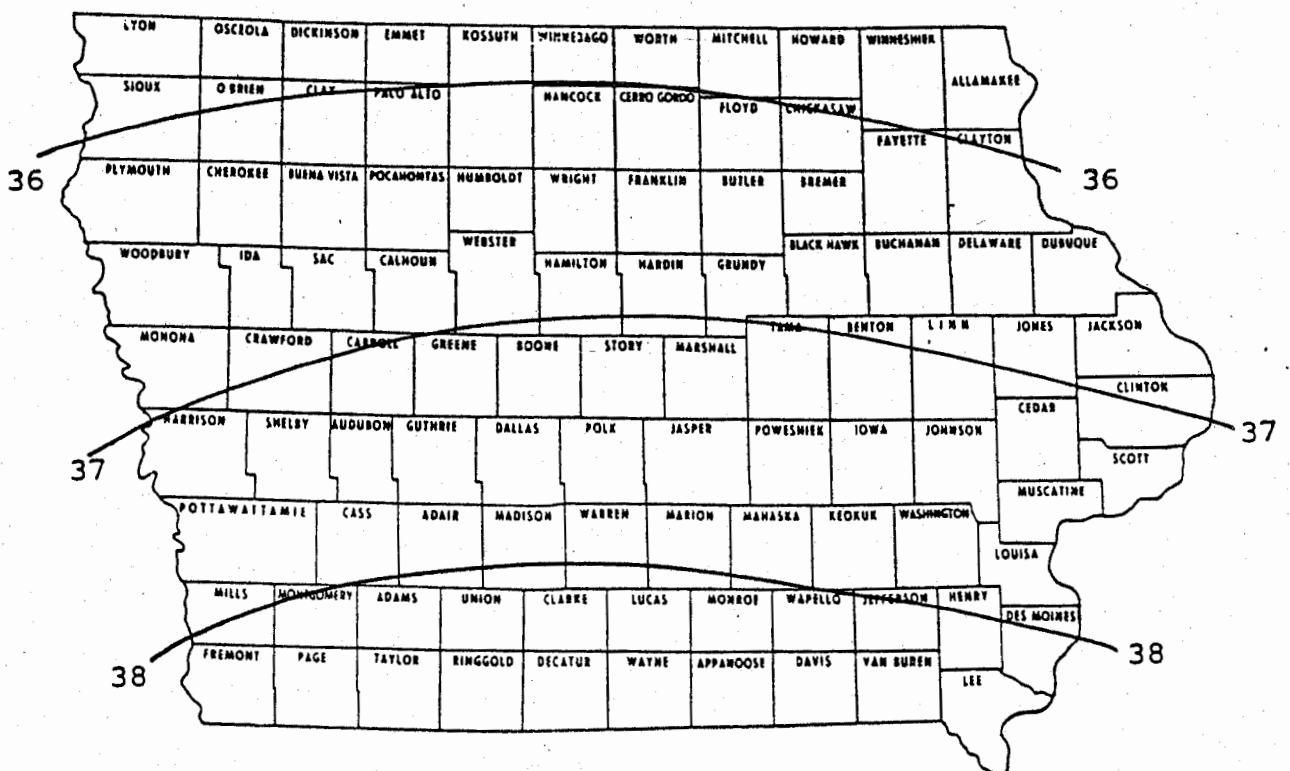 LYON OSCEOLA DICKINSON EMMET KOSSUTH WINNEBAGO WORTH MITCHELL HOWARD WINNESHIEK
ALLAMAKEE
SIOUX O BRIEN CLAY PALO ALTO HANCOCK CERRO GORDO FLOYD CHICKASAW
FAYETTE CLAYTON
36 36
PLYMOUTH CHEROKEE BUENA VISTA POCAHONTAS HUMBOLDT WRIGHT FRANKLIN BUTLER BREMER
WOODBURY IDA SAC CALHOUN WEBSTER HAMILTON HARDIN GRUNDY BLACK HAWK BUCHANAN DELAWARE DUBUQUE
MONONA CRAWFORD CARROLL GREENE BOONE STORY MARSHALL TAMA BENTON LINN JONES JACKSON
CLINTON
CEDAR
HARRISON SHELBY AUDUBON GUTHRIE DALLAS POLK JASPER POWESHIEK IOWA JOHNSON
37 37
SCOTT
MUSCATINE
POTTAWATTAMIE CASS ADAIR MADISON WARREN MARION MAHASKA KEOKUK WASHINGTON
LOUISA
MILLS MONTGOMERY ADAMS UNION CLARKE LUCAS MONROE WAPELLO JEFFERSON HENRY
DES MOINES
38 38
FREMONT PAGE TAYLOR RINGGOLD DECATUR WAYNE APPANOOSE DAVIS VAN BUREN
LEE